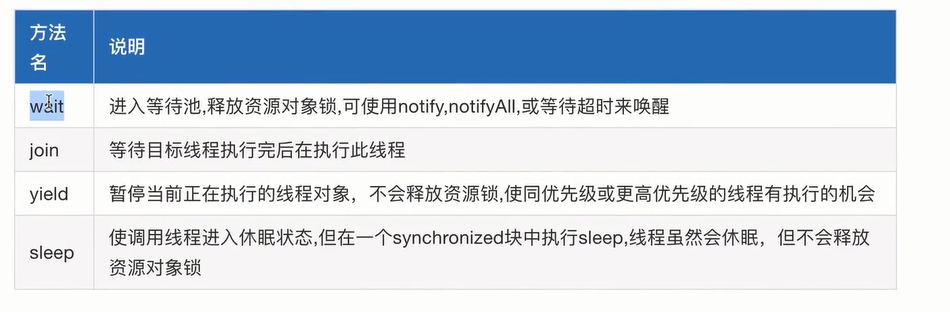 方法
名
说明
wait
进入等待池,释放资源对象锁,可使用notify,notifyAll,或等待超时来唤醒
join
等待目标线程执行完后在执行此线程
yield
暂停当前正在执行的线程对象，不会释放资源锁,使同优先级或更高优先级的线程有执行的机会
sleep
使调用线程进入休眠状态,但在一个synchronized块中执行sleep,线程虽然会休眠，但不会释放
资源对象锁